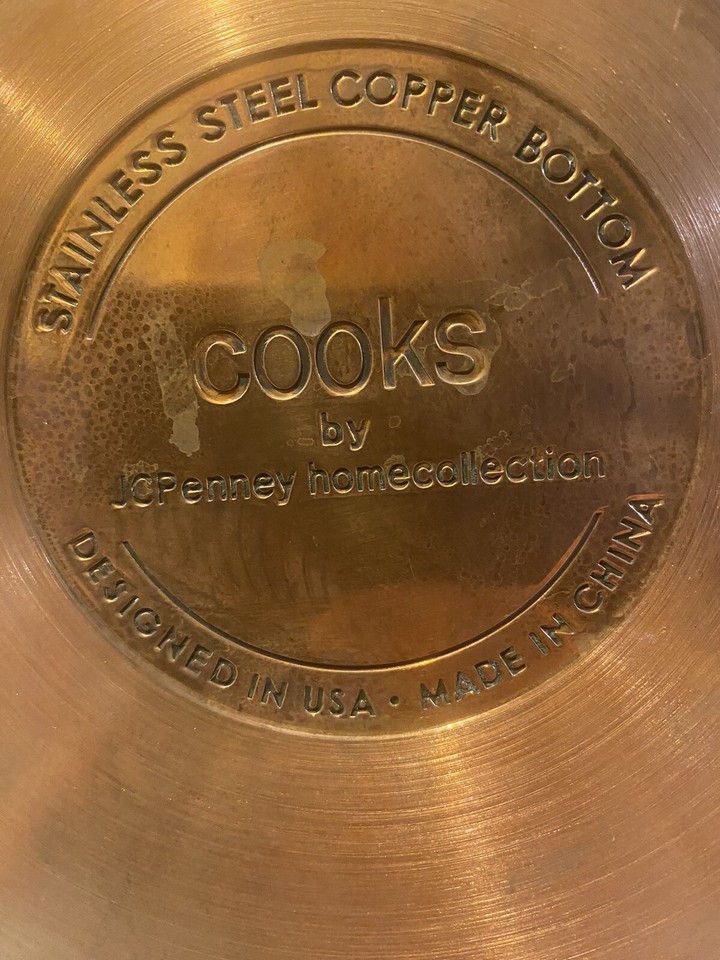 STAINLESS STEEL COPPER BOTTOM
cooks
by
JCPenney homecollection
DESIGNED IN USA • MADE IN CHINA